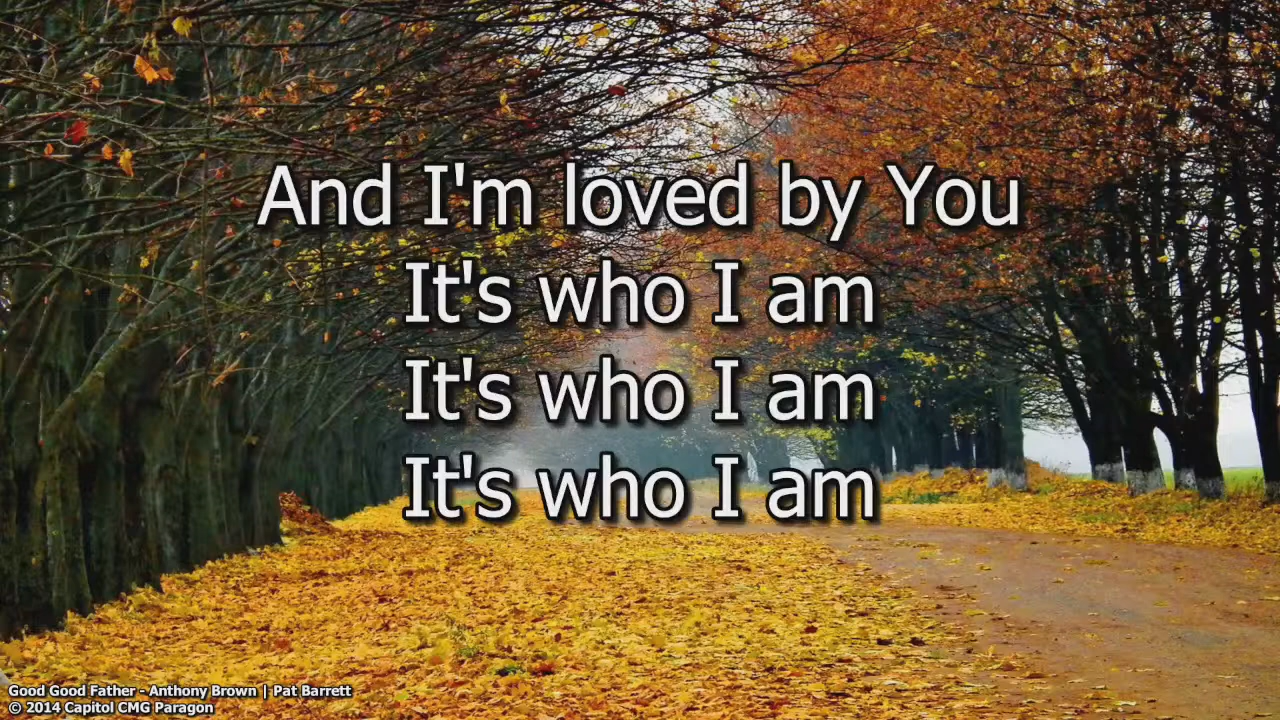 And I'm loved by You
It's who I am
It's who I am
It's who I am
Good Good Father - Anthony Brown | Pat Barrett
© 2014 Capitol CMG Paragon